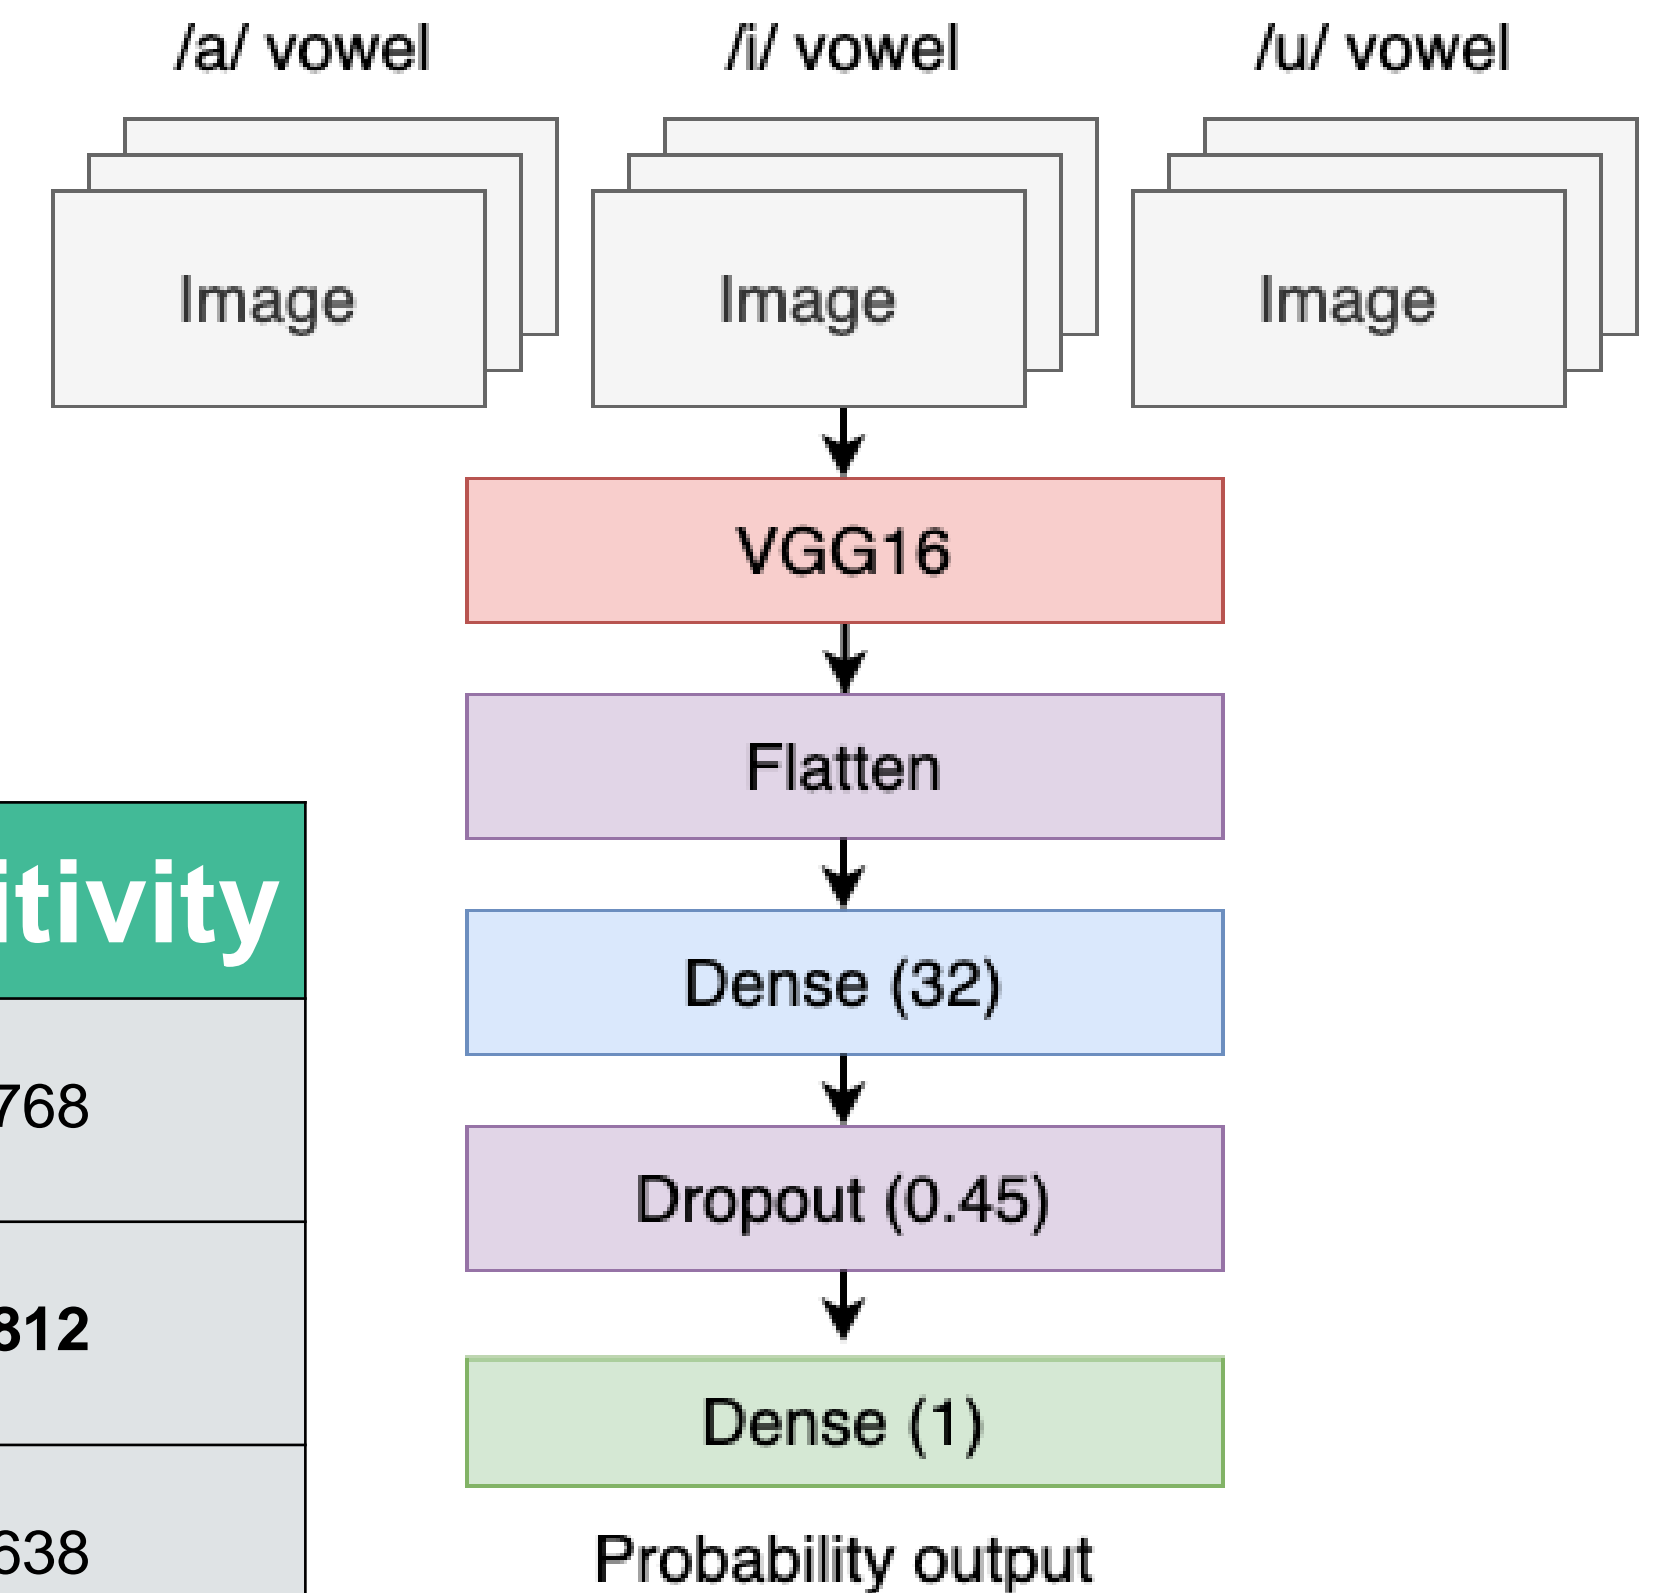 /a/ vowel /i/ vowel /u/ vowel
Image Image Image
VGG16
Flatten
Dense (32)
Dropout (0.45)
Dense (1)
Probability output
itivity
768
812
638